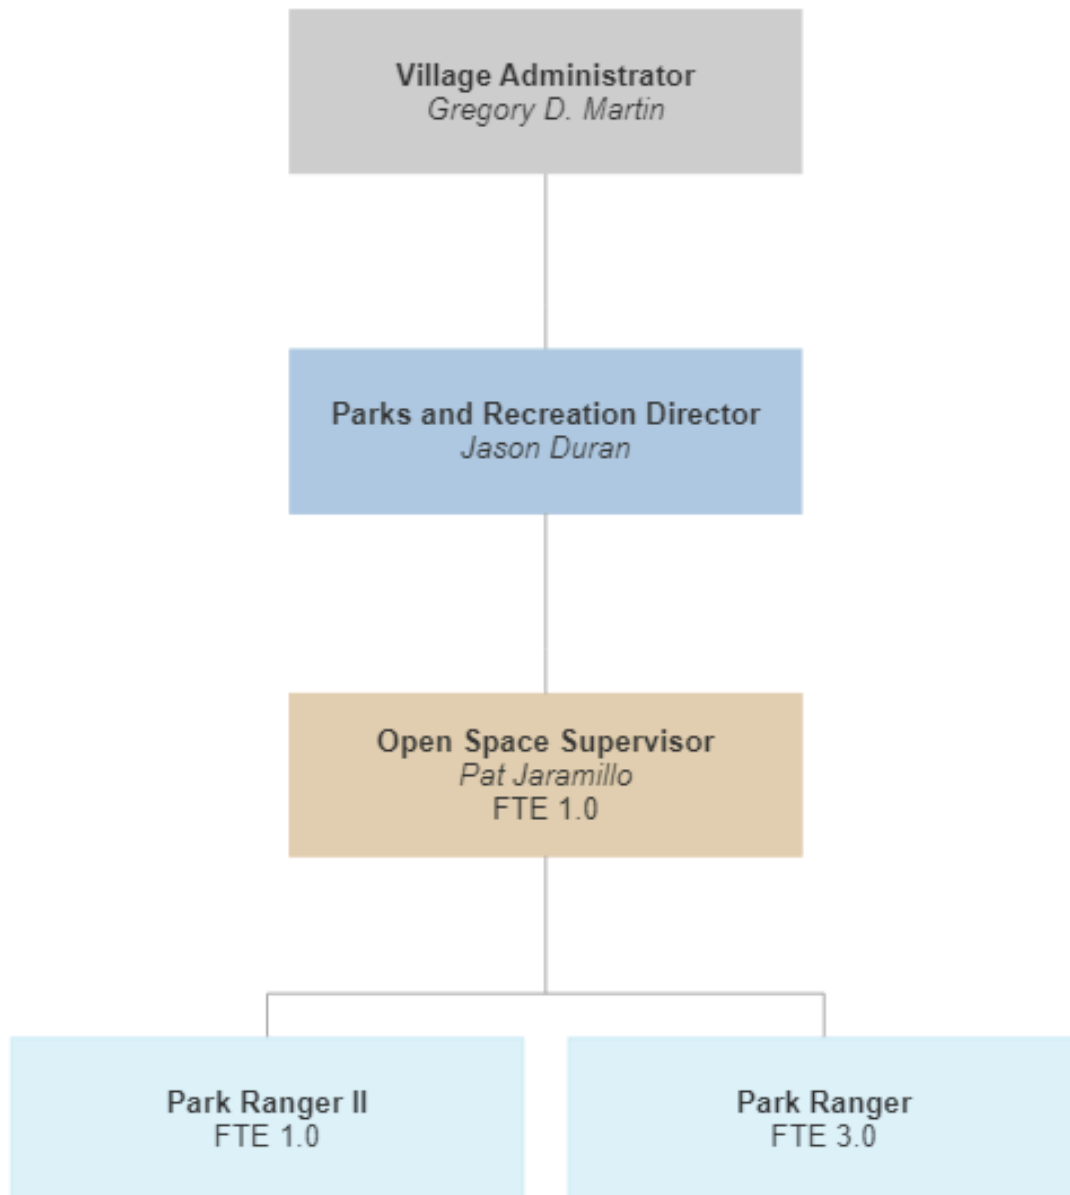 Village Administrator
Gregory D. Martin
Parks and Recreation Director
Jason Duran
Open Space Supervisor
Pat Jaramillo
FTE 1.0
Park Ranger II
FTE 1.0
Park Ranger
FTE 3.0